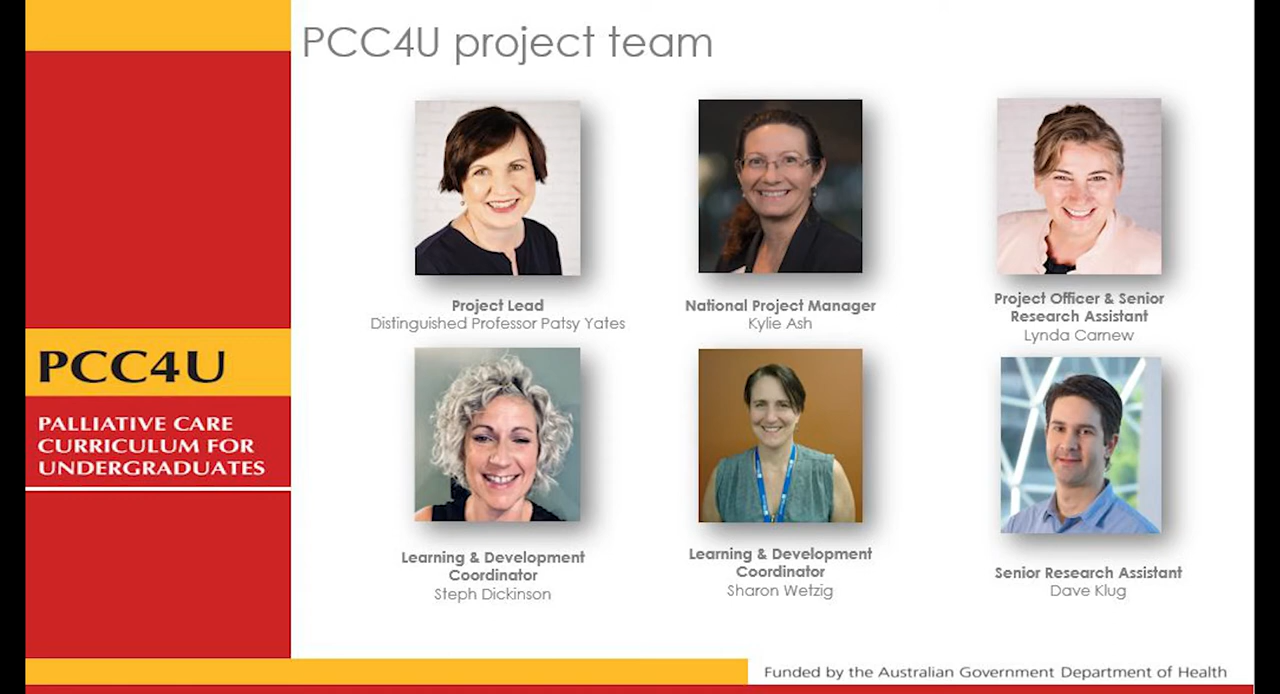 PCC4U project team
Project Lead
Distinguished Professor Patsy Yates
National Project Manager
Kylie Ash
Project Officer & Senior
Research Assistant
Lynda Carnew
PCC4U
PALLIATIVE CARE
CURRICULUM FOR
UNDERGRADUATES
Learning & Development
Coordinator
Steph Dickinson
Learning & Development
Coordinator
Sharon Wetzig
Senior Research Assistant
Dave Klug
Funded by the Australian Government Department of Health